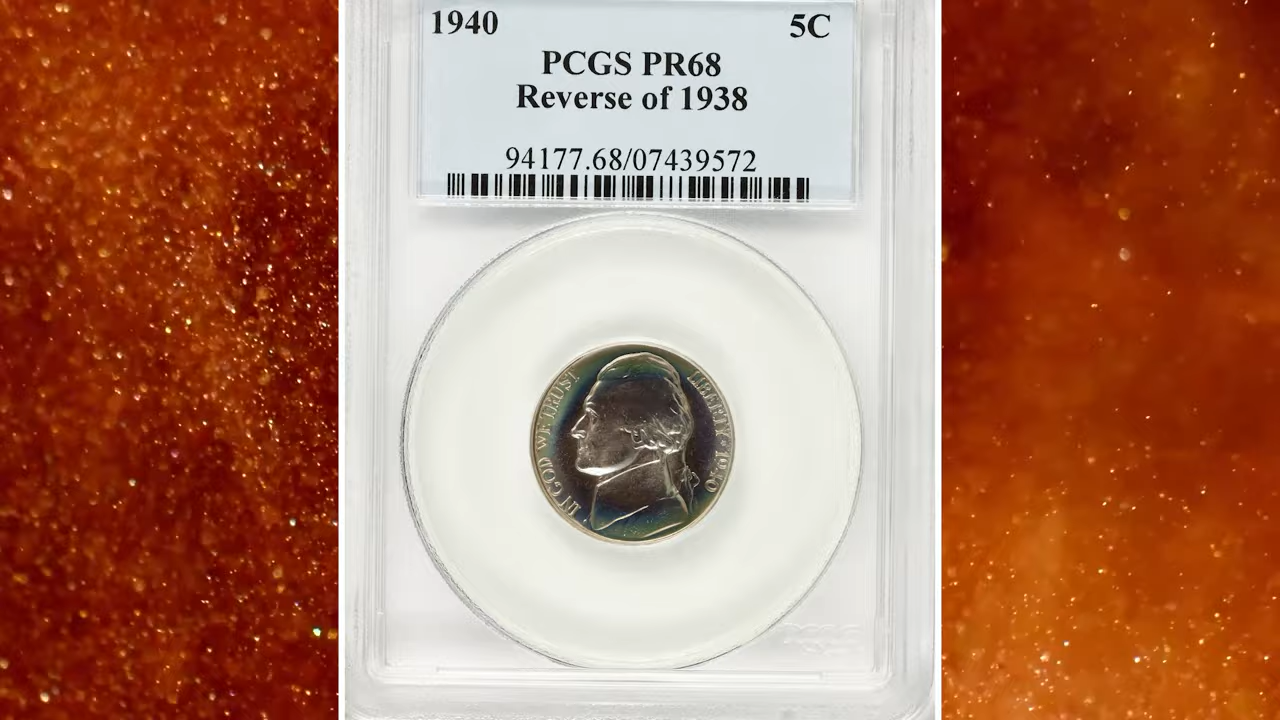 1940 5C
PCGS PR68
Reverse of 1938
94177.68/07439572
IN GOD WE TRUST
LIBERTY * 1940